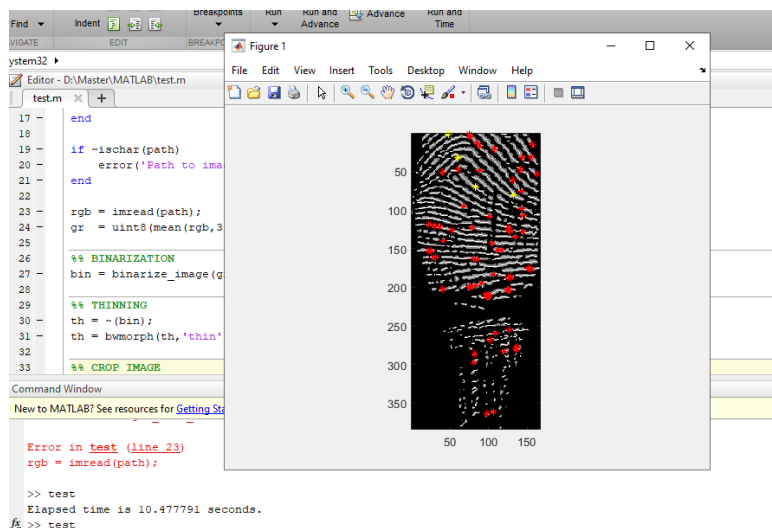 Breakpoints Run Run and Advance Run and
Find Indent Advance Time
VIGATE EDIT BREAKPO
ystem32
Editor - D:\Master\MATLAB\test.m
test.m × +
17 - end
18
19 - if ~ischar(path)
20 - error('Path to ima
21 - end
22
23 - rgb = imread(path);
24 - gr = uint8(mean(rgb,3
25
26 %% BINARIZATION
27 - bin = binarize_image(g
28
29 %% THINNING
30 - th = ~(bin);
31 - th = bwmorph(th,'thin'
32
33 %% CROP IMAGE
Command Window
New to MATLAB? See resources for Getting Sta
Error in test (line 23)
rgb = imread(path);
>> test
Elapsed time is 10.477791 seconds.
fx >> test
Figure 1
File Edit View Insert Tools Desktop Window Help
50
100
150
200
250
300
350
50 100 150